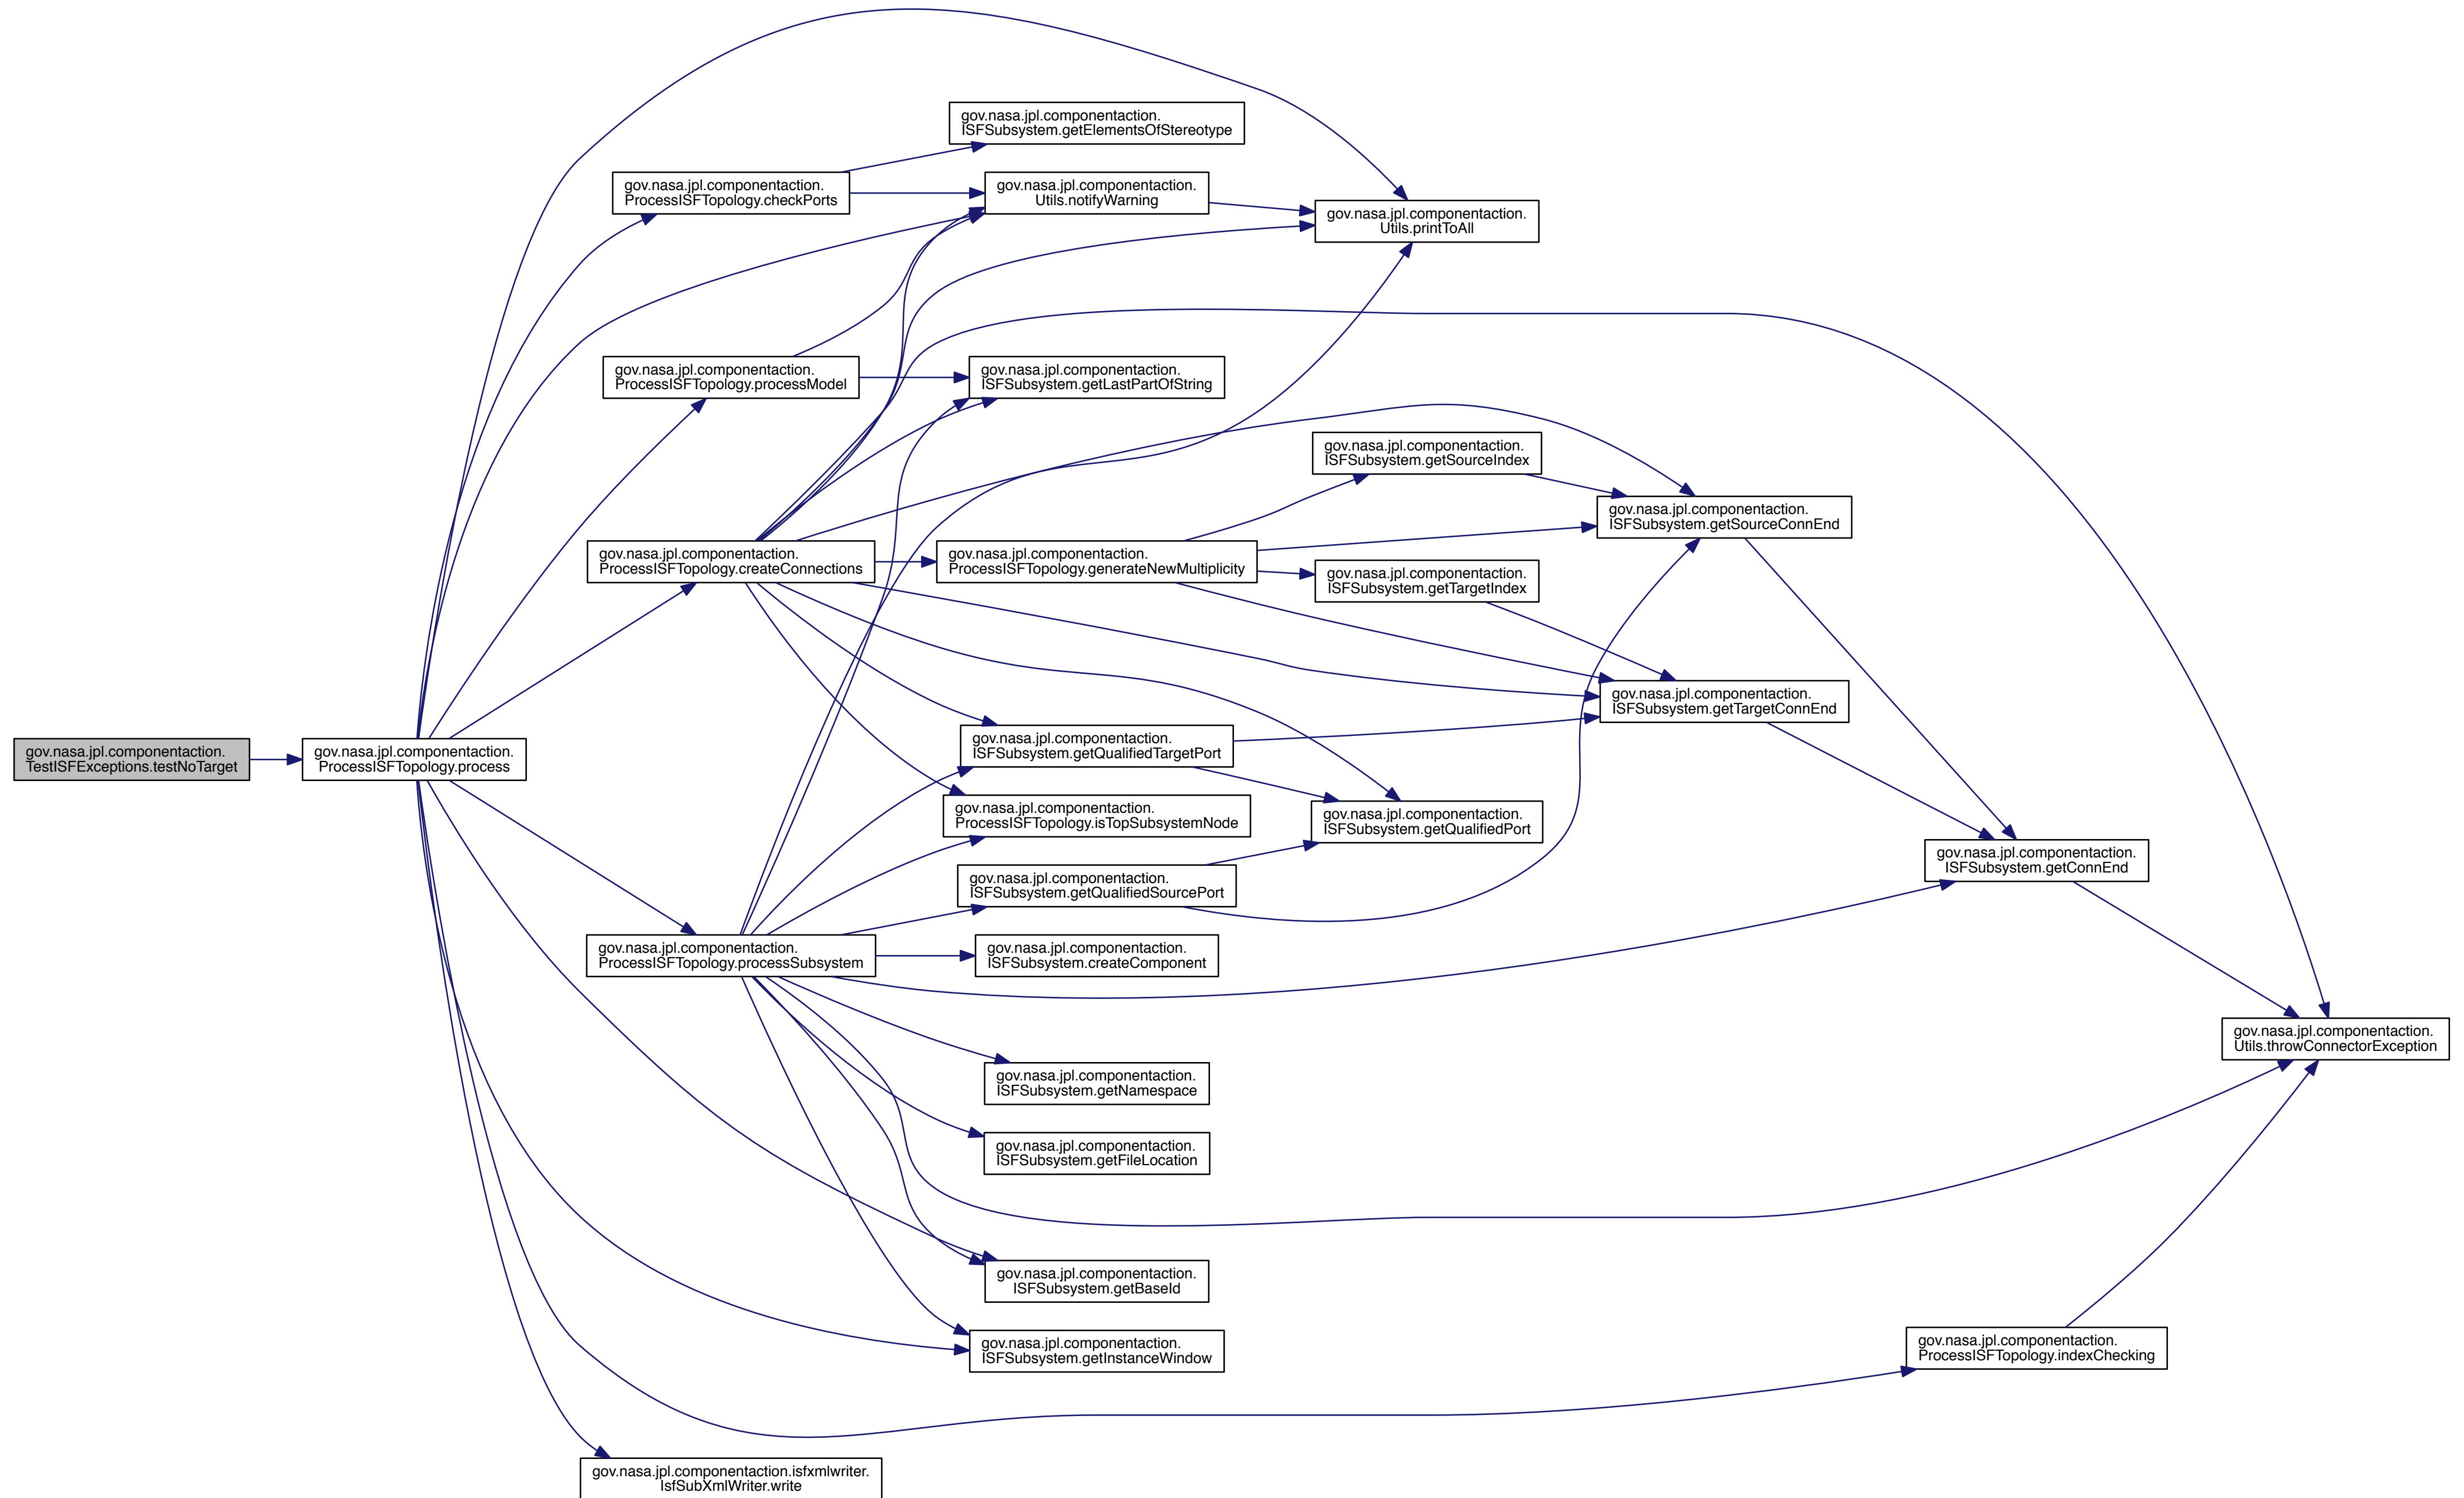 gov.nasa.jpl.componentaction.
ISFSubsystem.getElementsOfStereotype
gov.nasa.jpl.componentaction.
ProcessISFTopology.checkPorts
gov.nasa.jpl.componentaction.
Utils.notifyWarning
gov.nasa.jpl.componentaction.
Utils.printToAll
gov.nasa.jpl.componentaction.
ProcessISFTopology.processModel
gov.nasa.jpl.componentaction.
ISFSubsystem.getLastPartOfString
gov.nasa.jpl.componentaction.
ISFSubsystem.getSourceIndex
gov.nasa.jpl.componentaction.
ISFSubsystem.getSourceConnEnd
gov.nasa.jpl.componentaction.
ProcessISFTopology.createConnections
gov.nasa.jpl.componentaction.
ProcessISFTopology.generateNewMultiplicity
gov.nasa.jpl.componentaction.
ISFSubsystem.getTargetIndex
gov.nasa.jpl.componentaction.
ISFSubsystem.getTargetConnEnd
gov.nasa.jpl.componentaction.
TestISFExceptions.testNoTarget
gov.nasa.jpl.componentaction.
ProcessISFTopology.process
gov.nasa.jpl.componentaction.
ISFSubsystem.getQualifiedTargetPort
gov.nasa.jpl.componentaction.
ProcessISFTopology.isTopSubsystemNode
gov.nasa.jpl.componentaction.
ISFSubsystem.getQualifiedPort
gov.nasa.jpl.componentaction.
ISFSubsystem.getConnEnd
gov.nasa.jpl.componentaction.
ISFSubsystem.getQualifiedSourcePort
gov.nasa.jpl.componentaction.
ProcessISFTopology.processSubsystem
gov.nasa.jpl.componentaction.
ISFSubsystem.createComponent
gov.nasa.jpl.componentaction.
Utils.throwConnectorException
gov.nasa.jpl.componentaction.
ISFSubsystem.getNamespace
gov.nasa.jpl.componentaction.
ISFSubsystem.getFileLocation
gov.nasa.jpl.componentaction.
ISFSubsystem.getBaseId
gov.nasa.jpl.componentaction.
ISFSubsystem.getInstanceWindow
gov.nasa.jpl.componentaction.
ProcessISFTopology.indexChecking
gov.nasa.jpl.componentaction.isfxmlwriter.
IsfSubXmlWriter.write